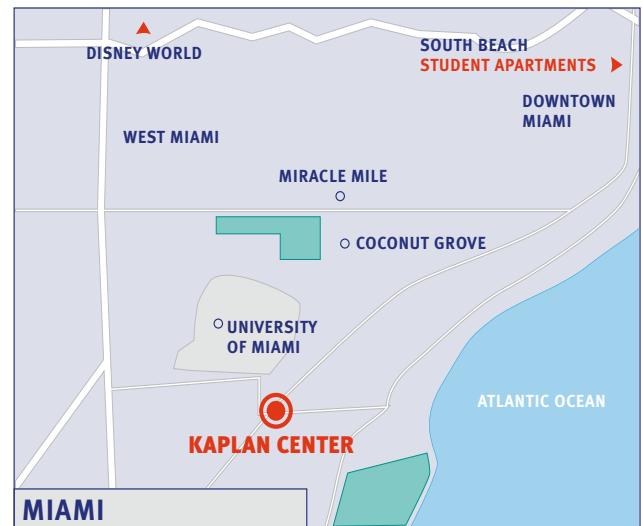 DISNEY WORLD
SOUTH BEACH
STUDENT APARTMENTS
DOWNTOWN
MIAMI
WEST MIAMI
MIRACLE MILE
COCONUT GROVE
UNIVERSITY
OF MIAMI
ATLANTIC OCEAN
KAPLAN CENTER
MIAMI